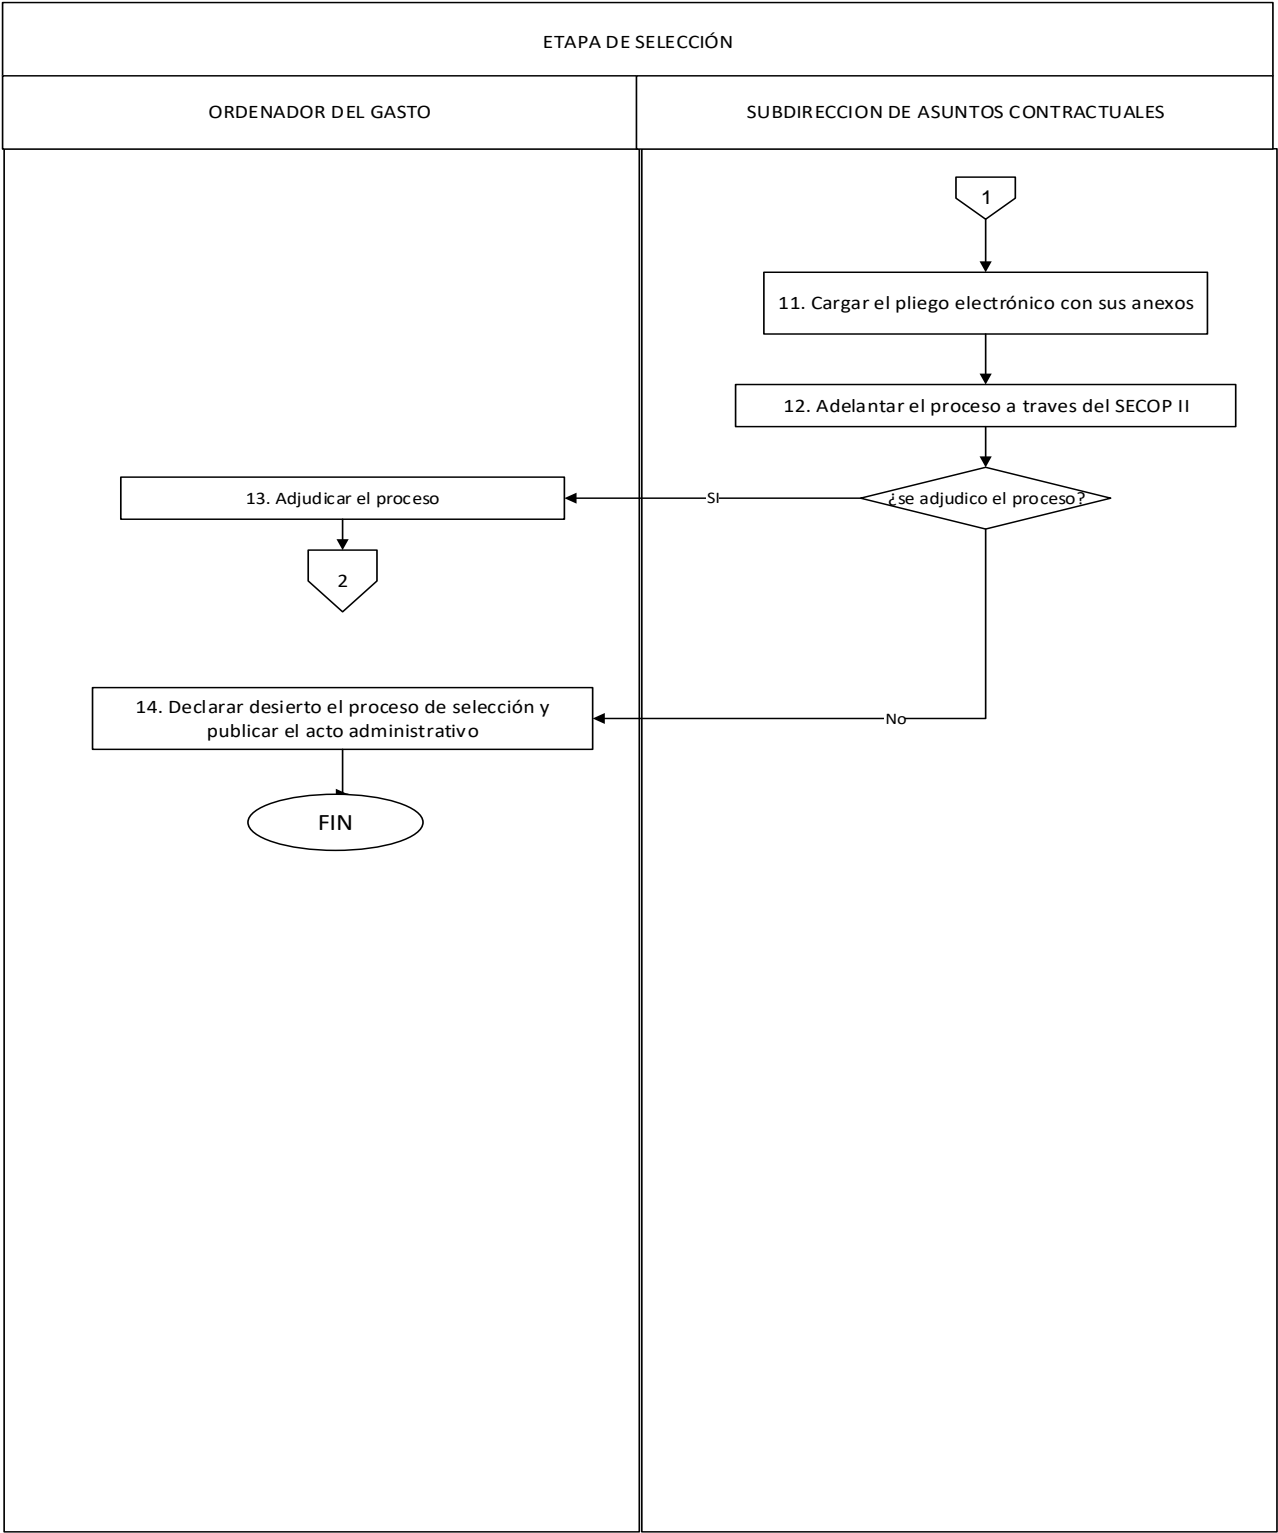 ETAPA DE SELECCIÓN
ORDENADOR DEL GASTO
SUBDIRECCION DE ASUNTOS CONTRACTUALES
1
11. Cargar el pliego electrónico con sus anexos
12. Adelantar el proceso a traves del SECOP II
¿se adjudico el proceso?
SI
13. Adjudicar el proceso
2
No
14. Declarar desierto el proceso de selección y
publicar el acto administrativo
FIN